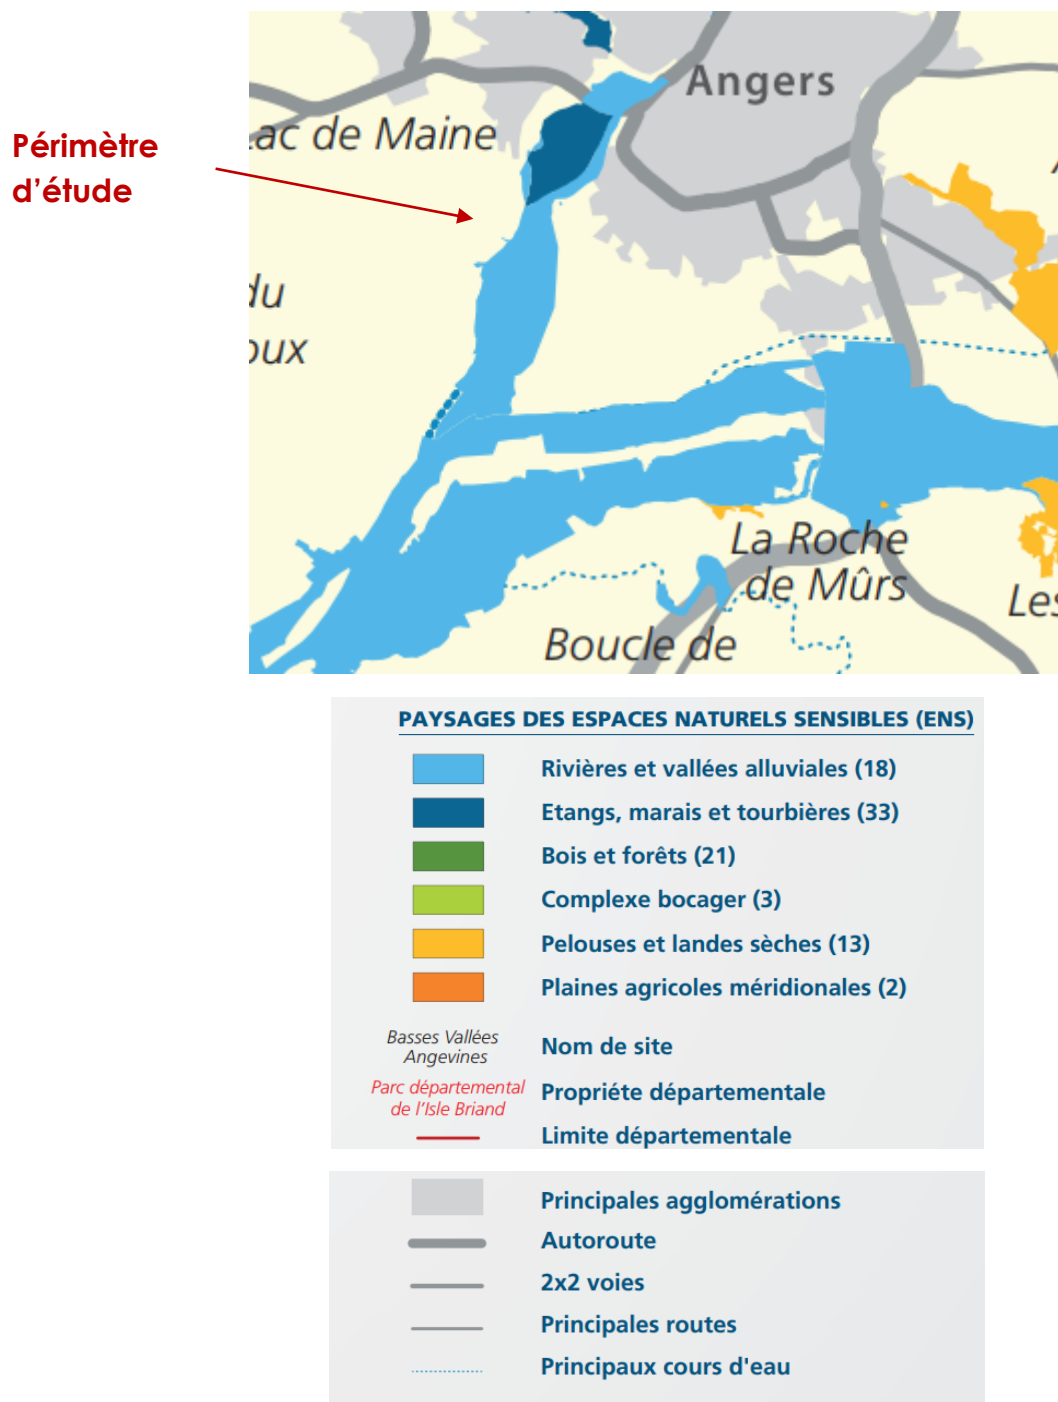 Angers
Périmètre
d’étude
ac de Maine
du
oux
La Roche
de Mûrs
Les
Boucle de
PAYSAGES DES ESPACES NATURELS SENSIBLES (ENS)
Rivières et vallées alluviales (18)
Etangs, marais et tourbières (33)
Bois et forêts (21)
Complexe bocager (3)
Pelouses et landes sèches (13)
Plaines agricoles méridionales (2)
Basses Vallées
Angevines
Nom de site
Parc départemental
de l'Isle Briand
Propriéte départementale
Limite départementale
Principales agglomérations
Autoroute
2x2 voies
Principales routes
Principaux cours d'eau